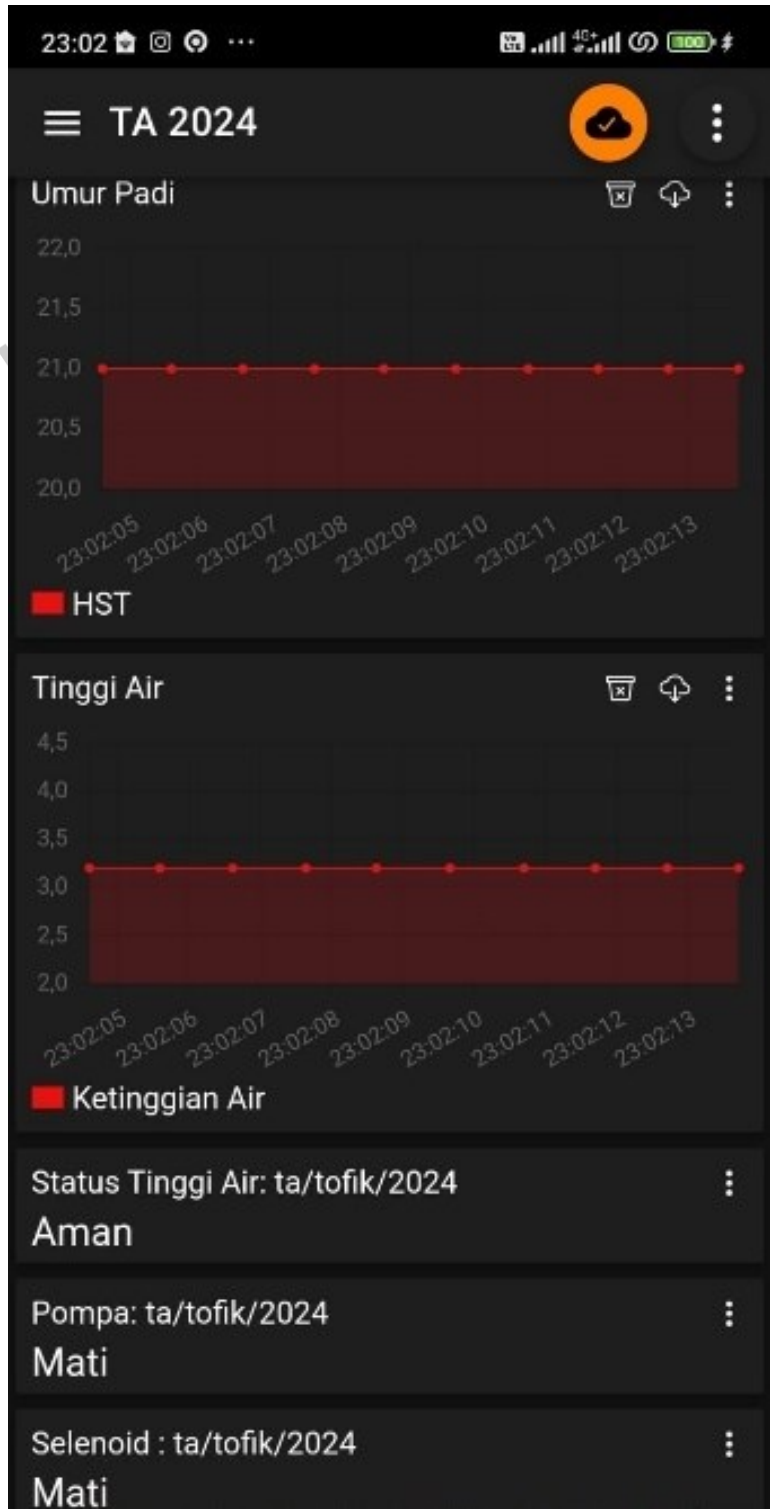 23:02 ...
Vo LTE 4G+ 100
TA 2024
Umur Padi
22,0
21,5
21,0
20,5
20,0
23:02:05 23:02:06 23:02:07 23:02:08 23:02:09 23:02:10 23:02:11 23:02:12 23:02:13
HST
Tinggi Air
4,5
4,0
3,5
3,0
2,5
2,0
23:02:05 23:02:06 23:02:07 23:02:08 23:02:09 23:02:10 23:02:11 23:02:12 23:02:13
Ketinggian Air
Status Tinggi Air: ta/tofik/2024
Aman
Pompa: ta/tofik/2024
Mati
Selenoid : ta/tofik/2024
Mati